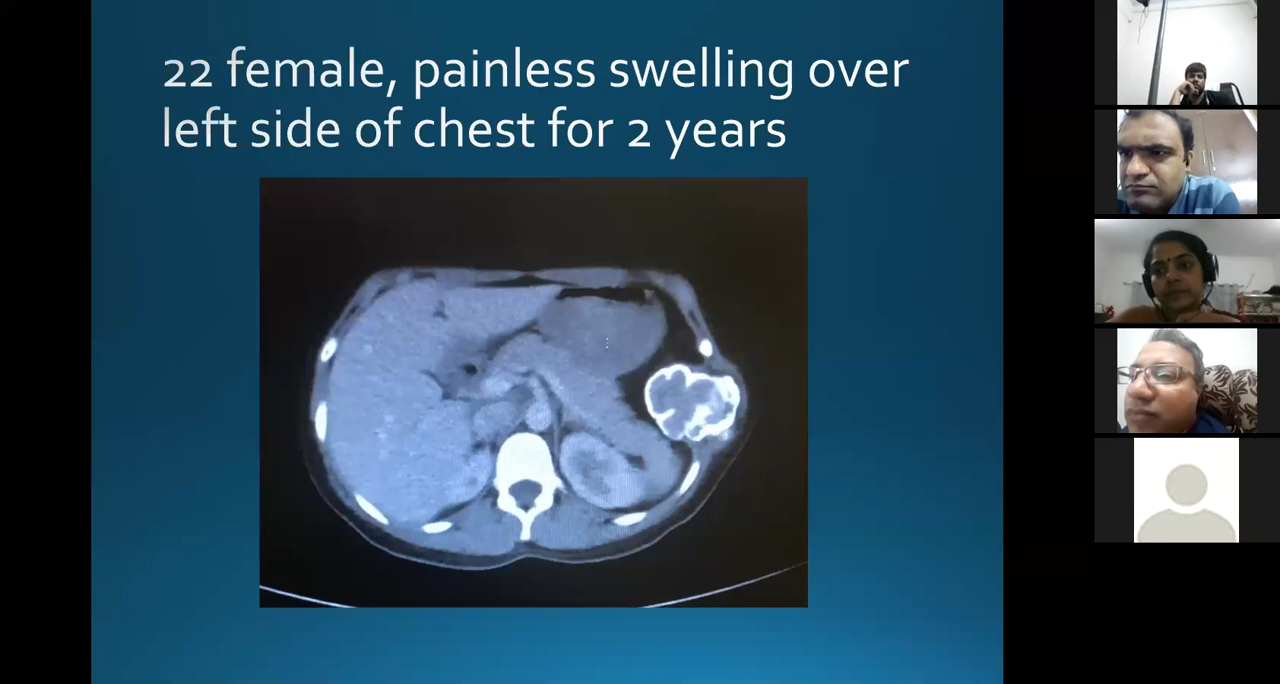 22 female, painless swelling over
left side of chest for 2 years